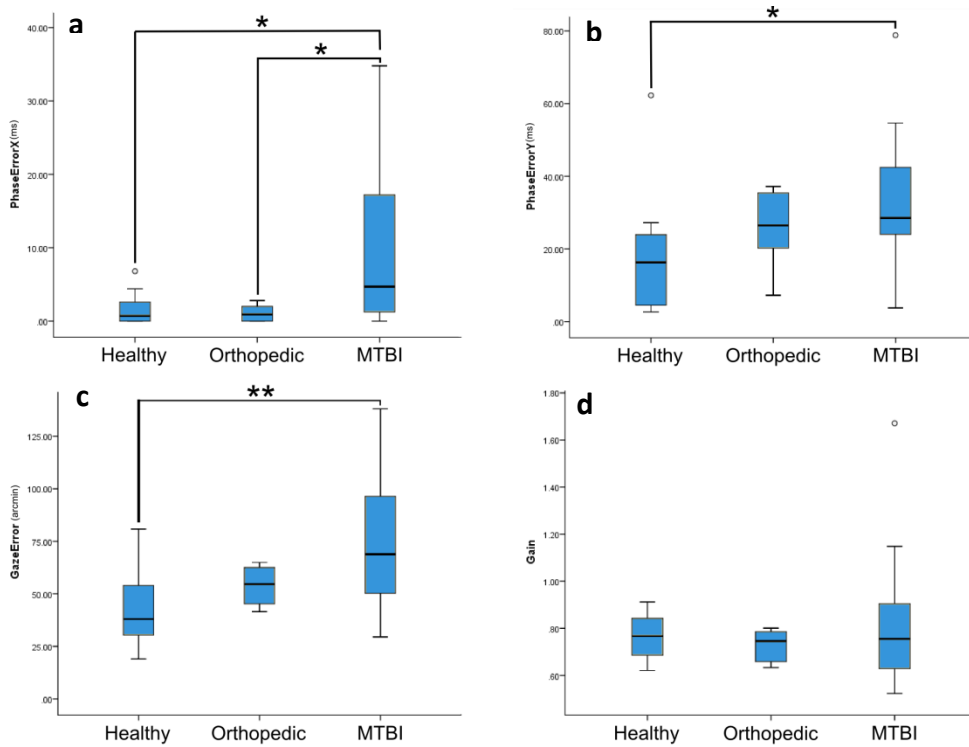 a
*
*
40.00
30.00
20.00
10.00
.00
PhaseErrorX (ms)
Healthy Orthopedic MTBI
b
*
80.00
60.00
40.00
20.00
.00
PhaseErrorY (ms)
Healthy Orthopedic MTBI
c
**
125.00
100.00
75.00
50.00
25.00
.00
GazeError (arcmin)
Healthy Orthopedic MTBI
d
1.80
1.60
1.40
1.20
1.00
.80
.60
Gain
Healthy Orthopedic MTBI